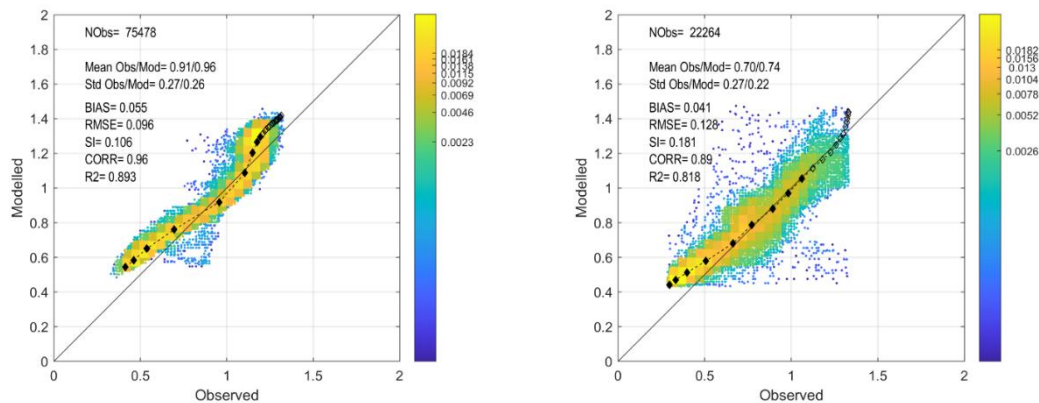 NObs= 75478
Mean Obs/Mod= 0.91/0.96
Std Obs/Mod= 0.27/0.26
BIAS= 0.055
RMSE= 0.096
SI= 0.106
CORR= 0.96
R2= 0.893
2
1.8
1.6
1.4
1.2
1
0.8
0.6
0.4
0.2
0
0
0.5
1
1.5
2
Modelled
Observed
0.0184
0.0161
0.0138
0.0115
0.0092
0.0069
0.0046
0.0023
NObs= 22264
Mean Obs/Mod= 0.70/0.74
Std Obs/Mod= 0.27/0.22
BIAS= 0.041
RMSE= 0.128
SI= 0.181
CORR= 0.89
R2= 0.818
2
1.8
1.6
1.4
1.2
1
0.8
0.6
0.4
0.2
0
0
0.5
1
1.5
2
Modelled
Observed
0.0182
0.0156
0.013
0.0104
0.0078
0.0052
0.0026